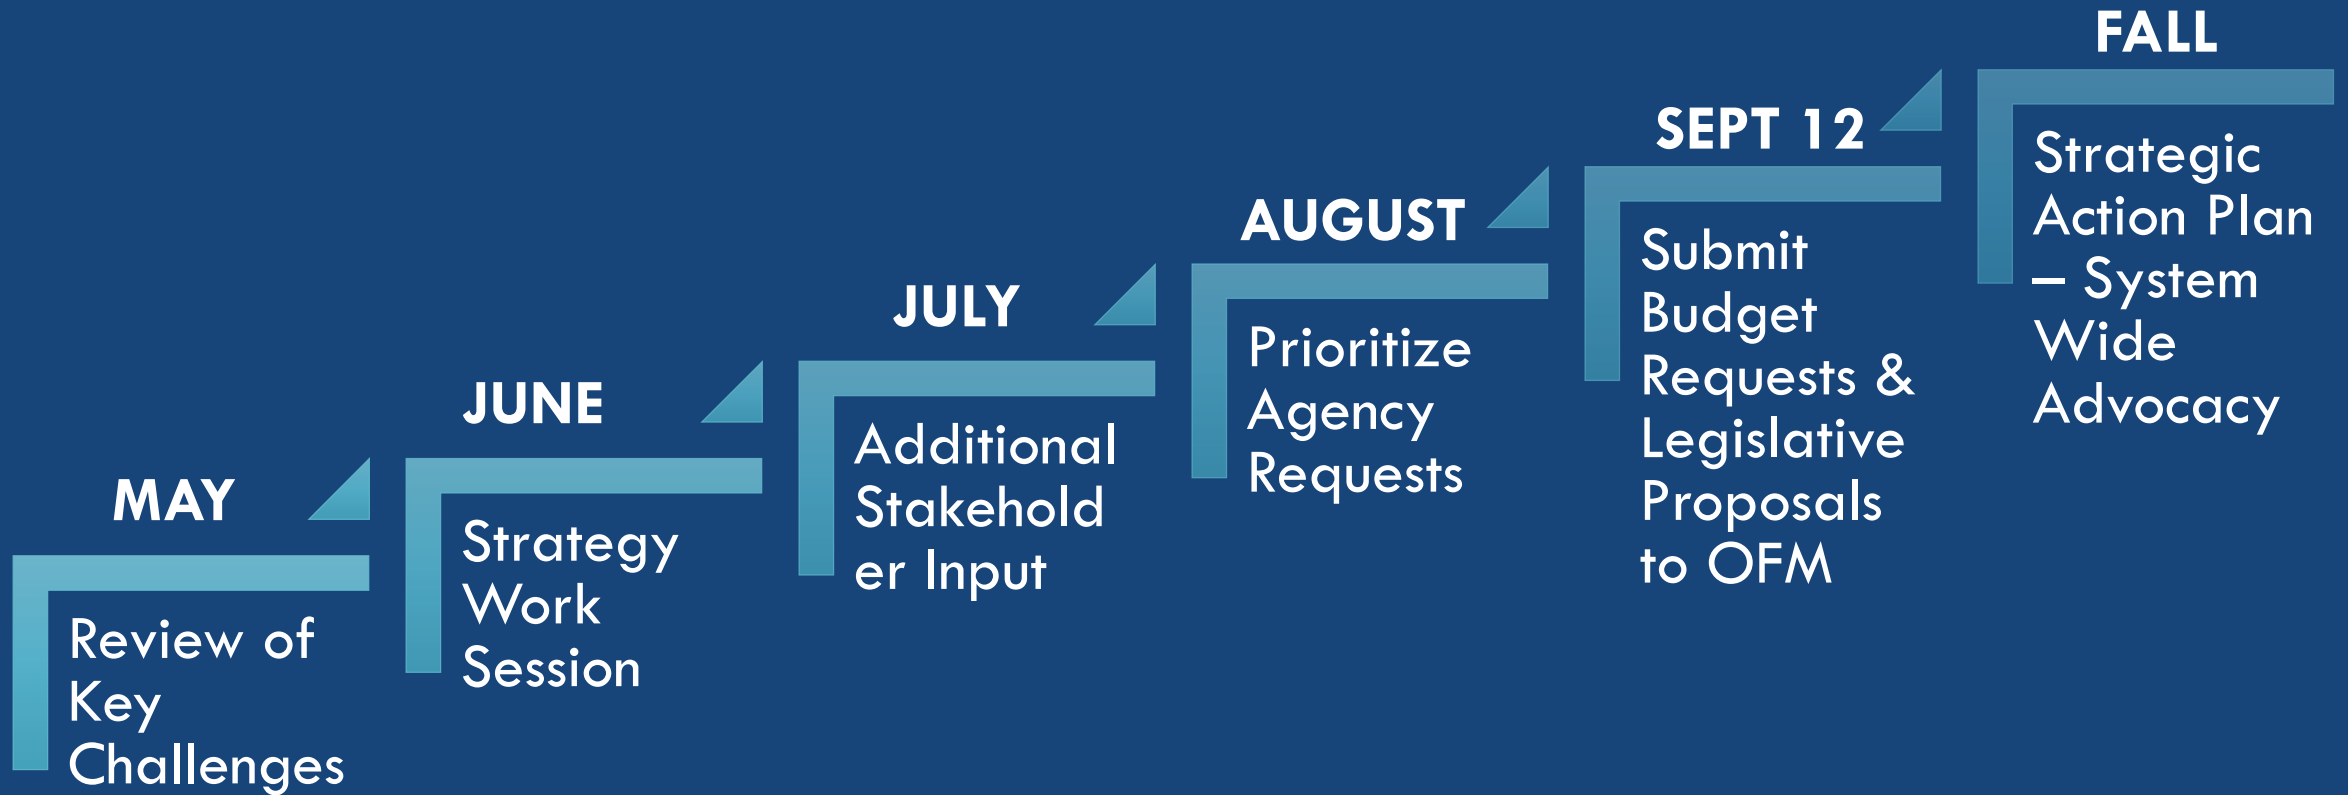 MAY
Review of
Key
Challenges
JUNE
Strategy
Work
Session
JULY
Additional
Stakehold
er Input
AUGUST
Prioritize
Agency
Requests
SEPT 12
Submit
Budget
Requests &
Legislative
Proposals
to OFM
FALL
Strategic
Action Plan
– System
Wide
Advocacy